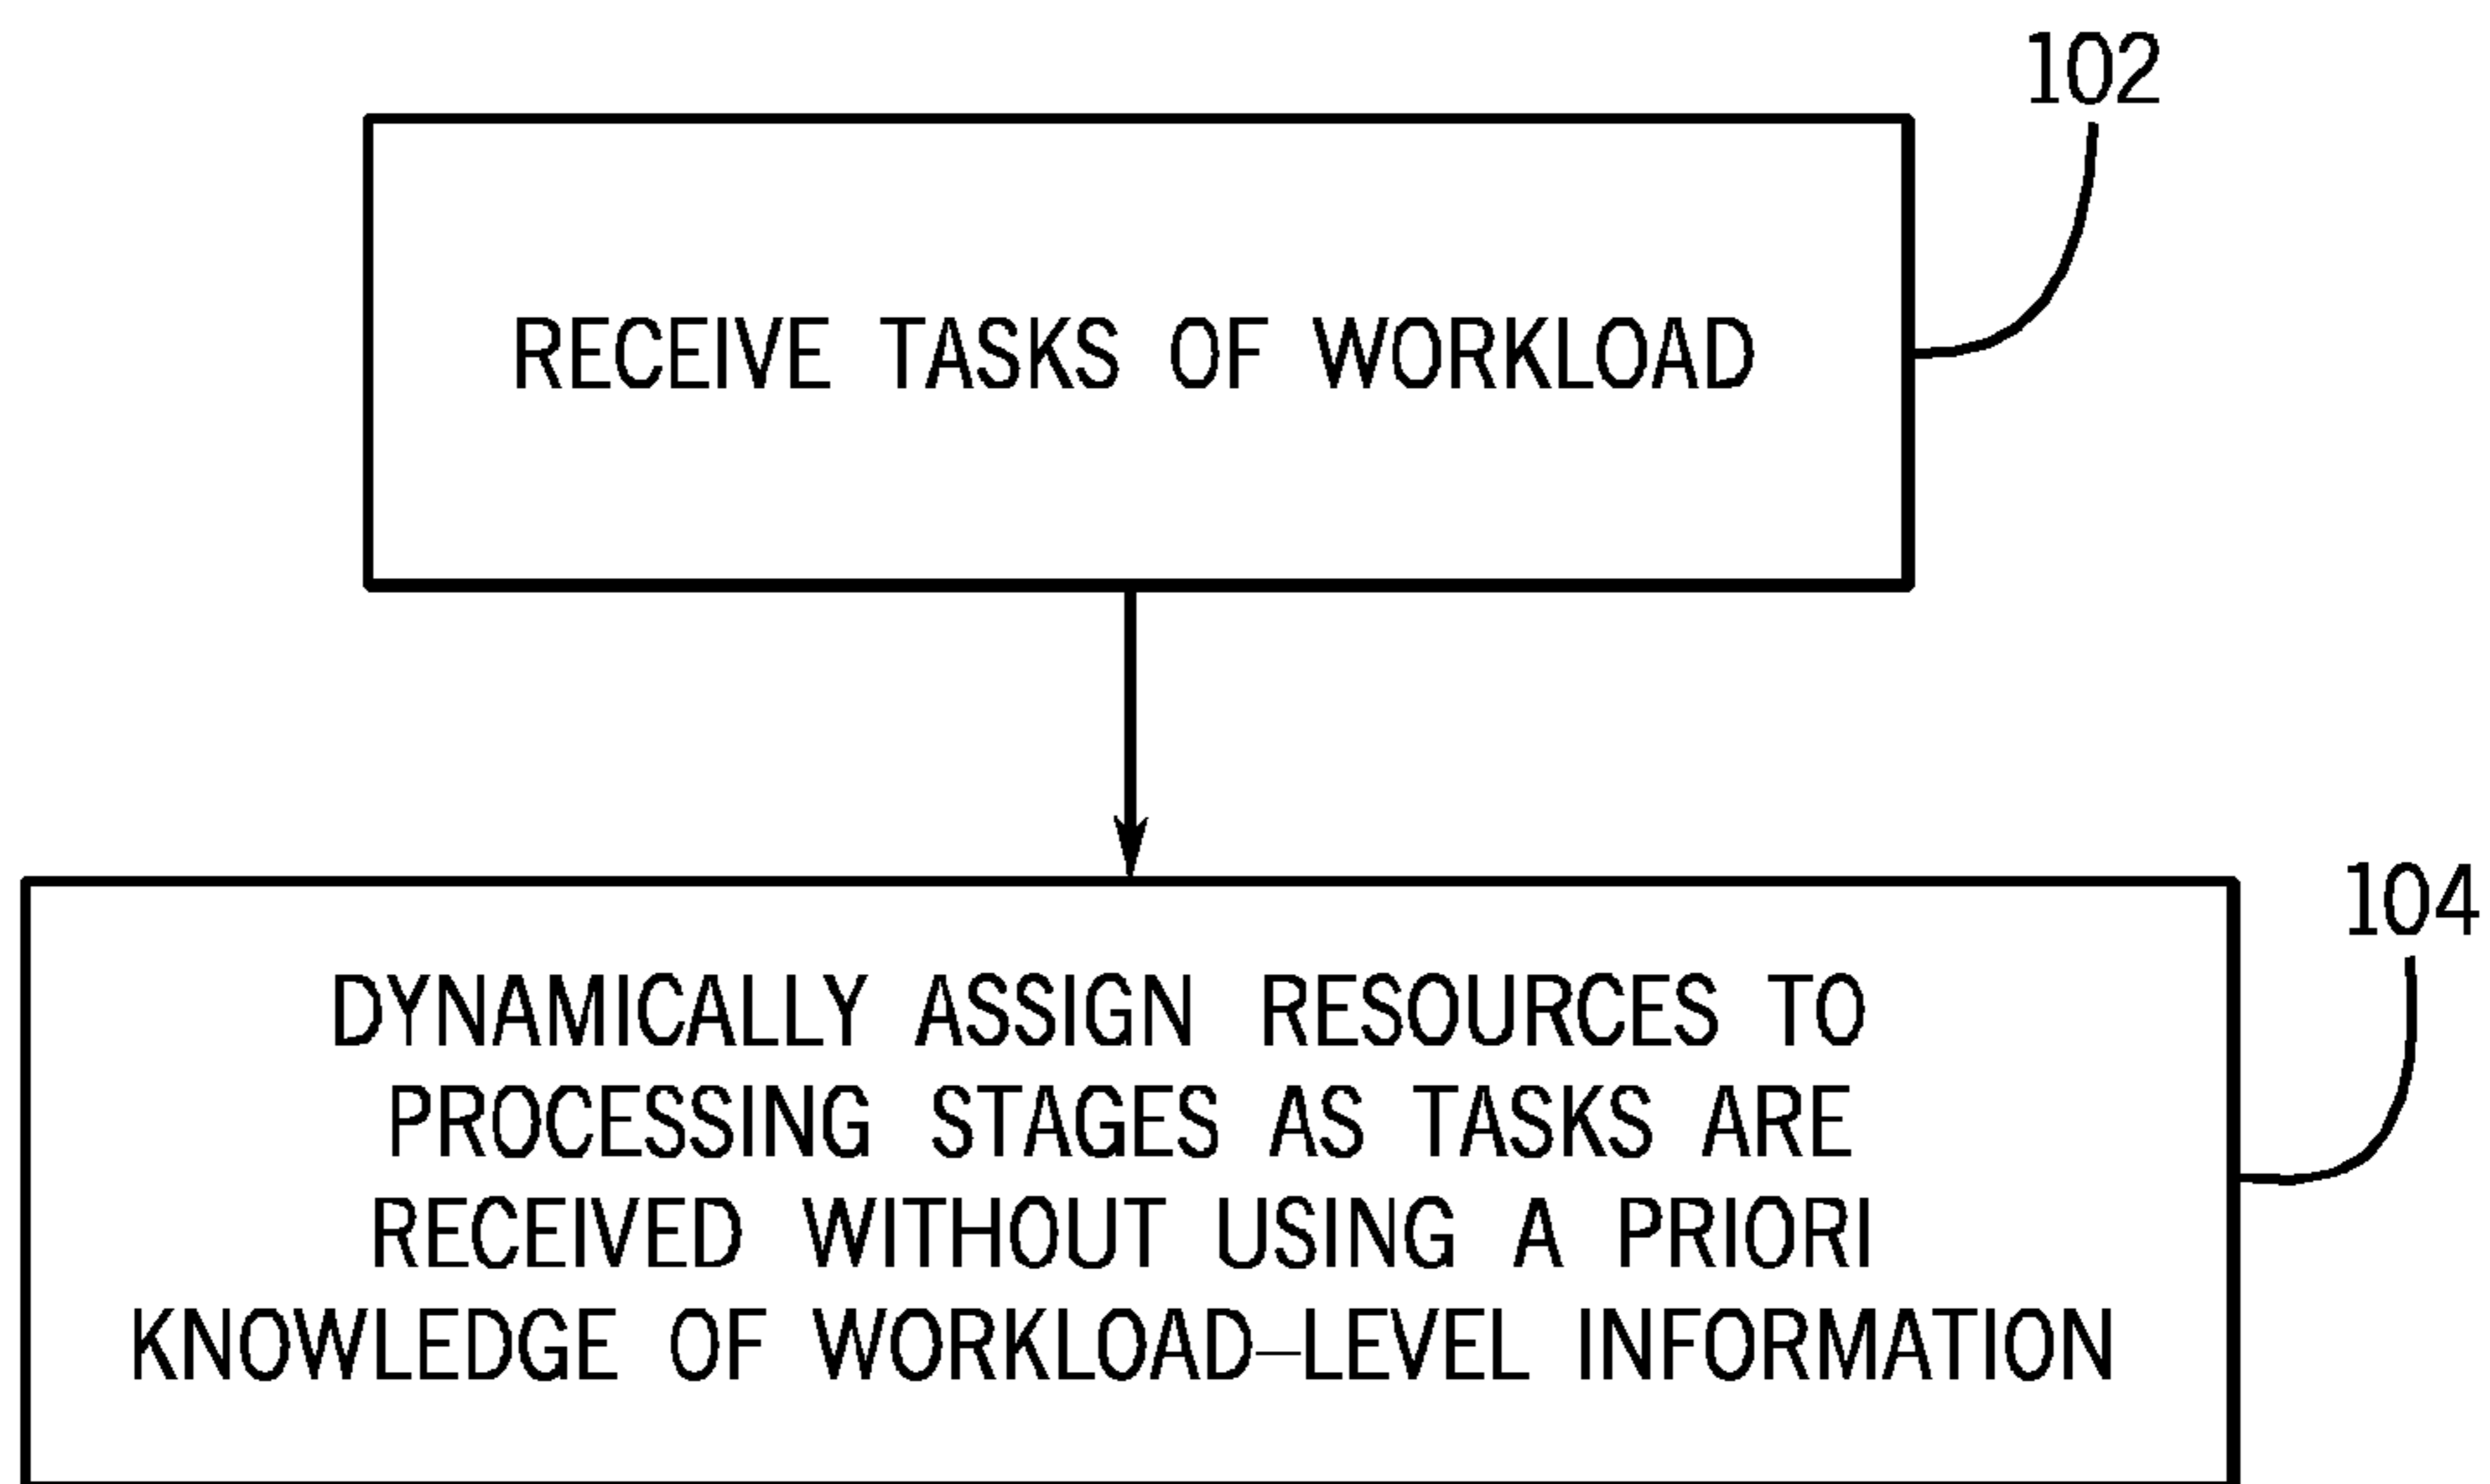 102
RECEIVE TASKS OF WORKLOAD
104
DYNAMICALLY ASSIGN RESOURCES TO
PROCESSING STAGES AS TASKS ARE
RECEIVED WITHOUT USING A PRIORI
KNOWLEDGE OF WORKLOAD–LEVEL INFORMATION